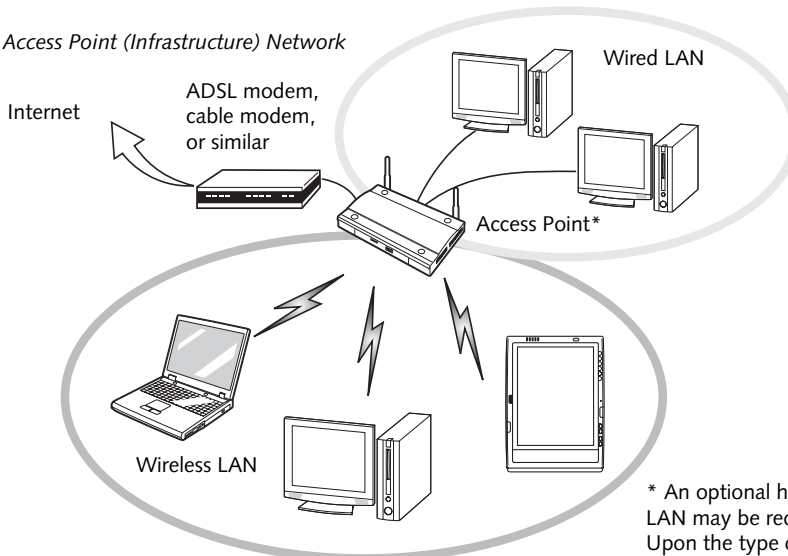 Access Point (Infrastructure) Network
Wired LAN
ADSL modem,
cable modem,
or similar
Internet
Access Point*
Wireless LAN
* An optional h
LAN may be rec
Upon the type